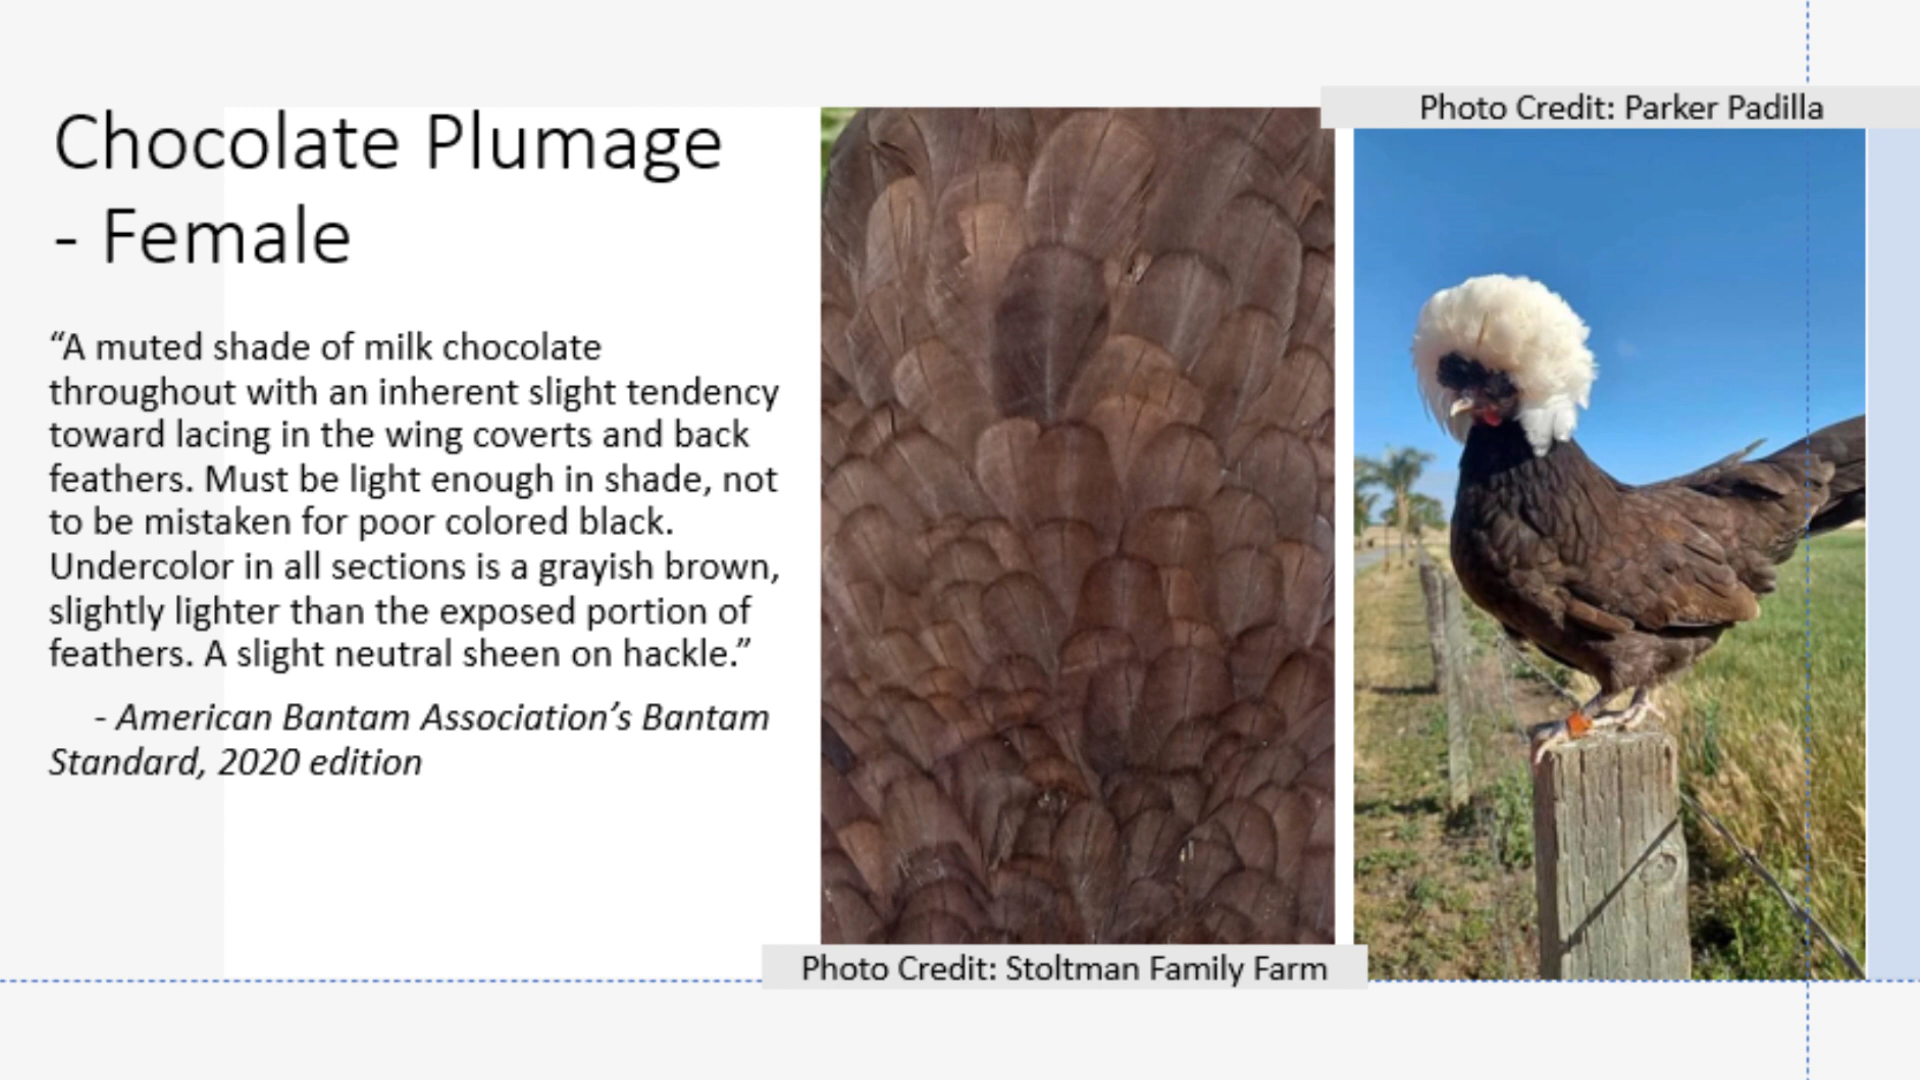 Chocolate Plumage
- Female
“A muted shade of milk chocolate
throughout with an inherent slight tendency
toward lacing in the wing coverts and back
feathers. Must be light enough in shade, not
to be mistaken for poor colored black.
Undercolor in all sections is a grayish brown,
slightly lighter than the exposed portion of
feathers. A slight neutral sheen on hackle.”
- American Bantam Association’s Bantam
Standard, 2020 edition
Photo Credit: Stoltman Family Farm
Photo Credit: Parker Padilla